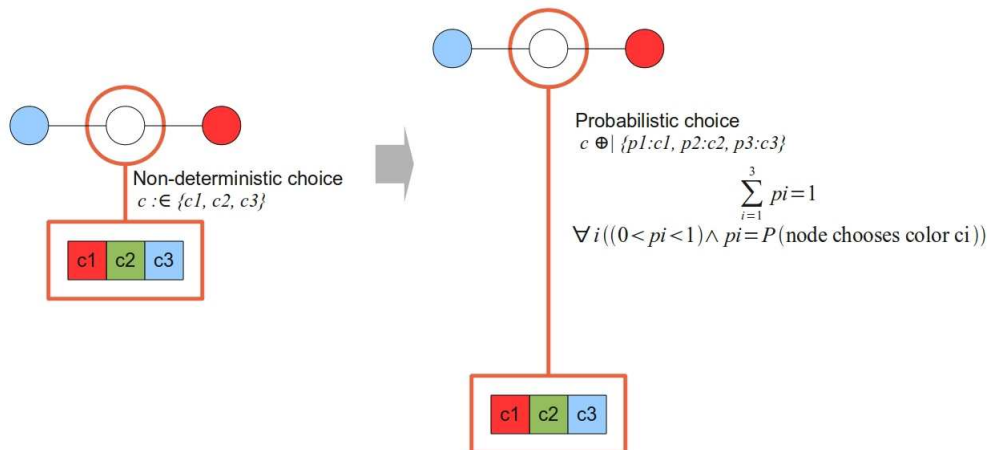 Non-deterministic choice
c :∈ {c1, c2, c3}
c1 c2 c3
Probabilistic choice
c ⊕| {p1:c1, p2:c2, p3:c3}
3
∑ pi=1
i=1
∀ i((0<pi<1)∧ pi=P(node chooses color ci))
c1 c2 c3